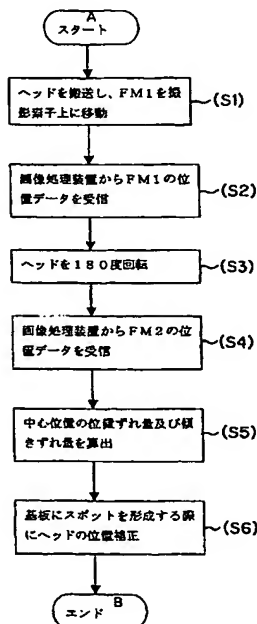 A
スタート
ヘッドを搬送し、FM1を撮
影素子上に移動
(S1)
画像処理装置からFM1の位
置データを受信
(S2)
ヘッドを180度回転
(S3)
画像処理装置からFM2の位
置データを受信
(S4)
中心位置の位置ずれ量及び傾
きずれ量を算出
(S5)
基板にスポットを形成する際
にヘッドの位置補正
(S6)
B
エンド